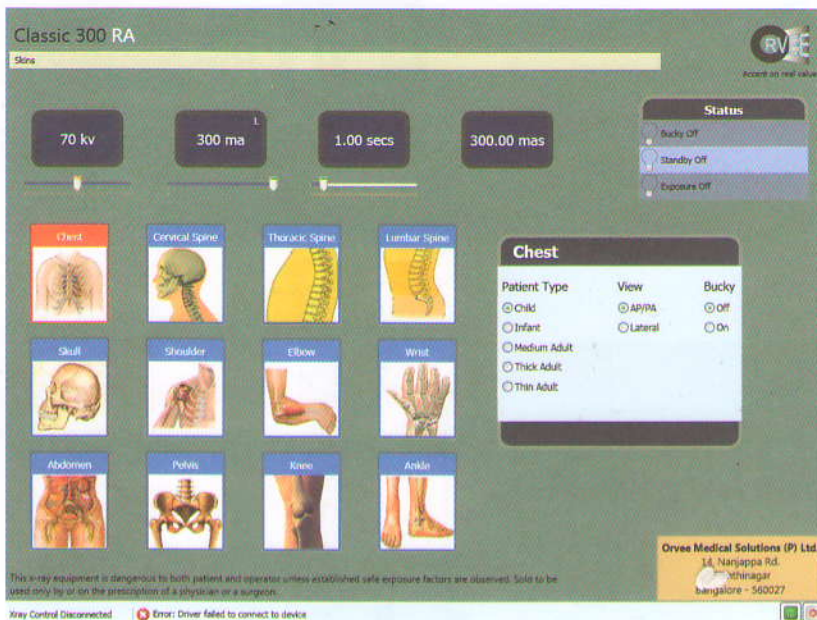 Classic 300 RA
Skins
RVEE
Accent on real value
70 kv
1
300 ma
1.00 secs
300.00 mas
Status
Bucky Off
Standby Off
Exposure Off
Chest
Cervical Spine
Thoracic Spine
Lumbar Spine
Skull
Shoulder
Elbow
Wrist
Abdomen
Pelvis
Knee
Ankle
Chest
Patient Type View Bucky
Child AP/PA Off
Infant Lateral On
Medium Adult
Thick Adult
Thin Adult
Orvee Medical Solutions (P) Ltd
14, Nanjappa Rd.
Bangalore - 560027
This x-ray equipment is dangerous to both patient and operator unless established safe exposure factors are observed. Sold to be
used only by or on the prescription of a physician or a surgeon.
Xray Control Disconnected Error: Driver failed to connect to device